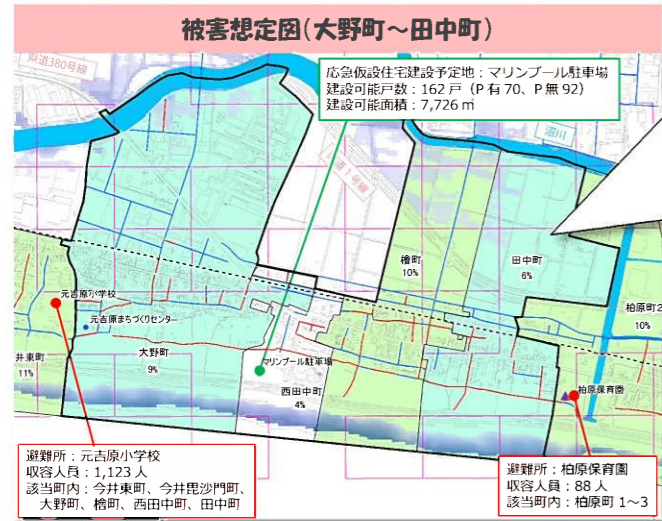 被害想定図(大野町～田中町)
県道380号線
応急仮設住宅建設予定地：マリンプール駐車場
建設可能戸数：162戸（P有70、P無92）
建設可能面積：7,726㎡
沼川
道1号線
檜町
10%
田中町
6%
元吉原小学校
元吉原まちづくりセンター
柏原町2
10%
井東町
11%
大野町
9%
マリンプール駐車場
西田中町
4%
柏原保育園
避難所：元吉原小学校
収容人員：1,123人
該当町内：今井東町、今井毘沙門町、
大野町、檜町、西田中町、田中町
避難所：柏原保育園
収容人員：88人
該当町内：柏原町1～3